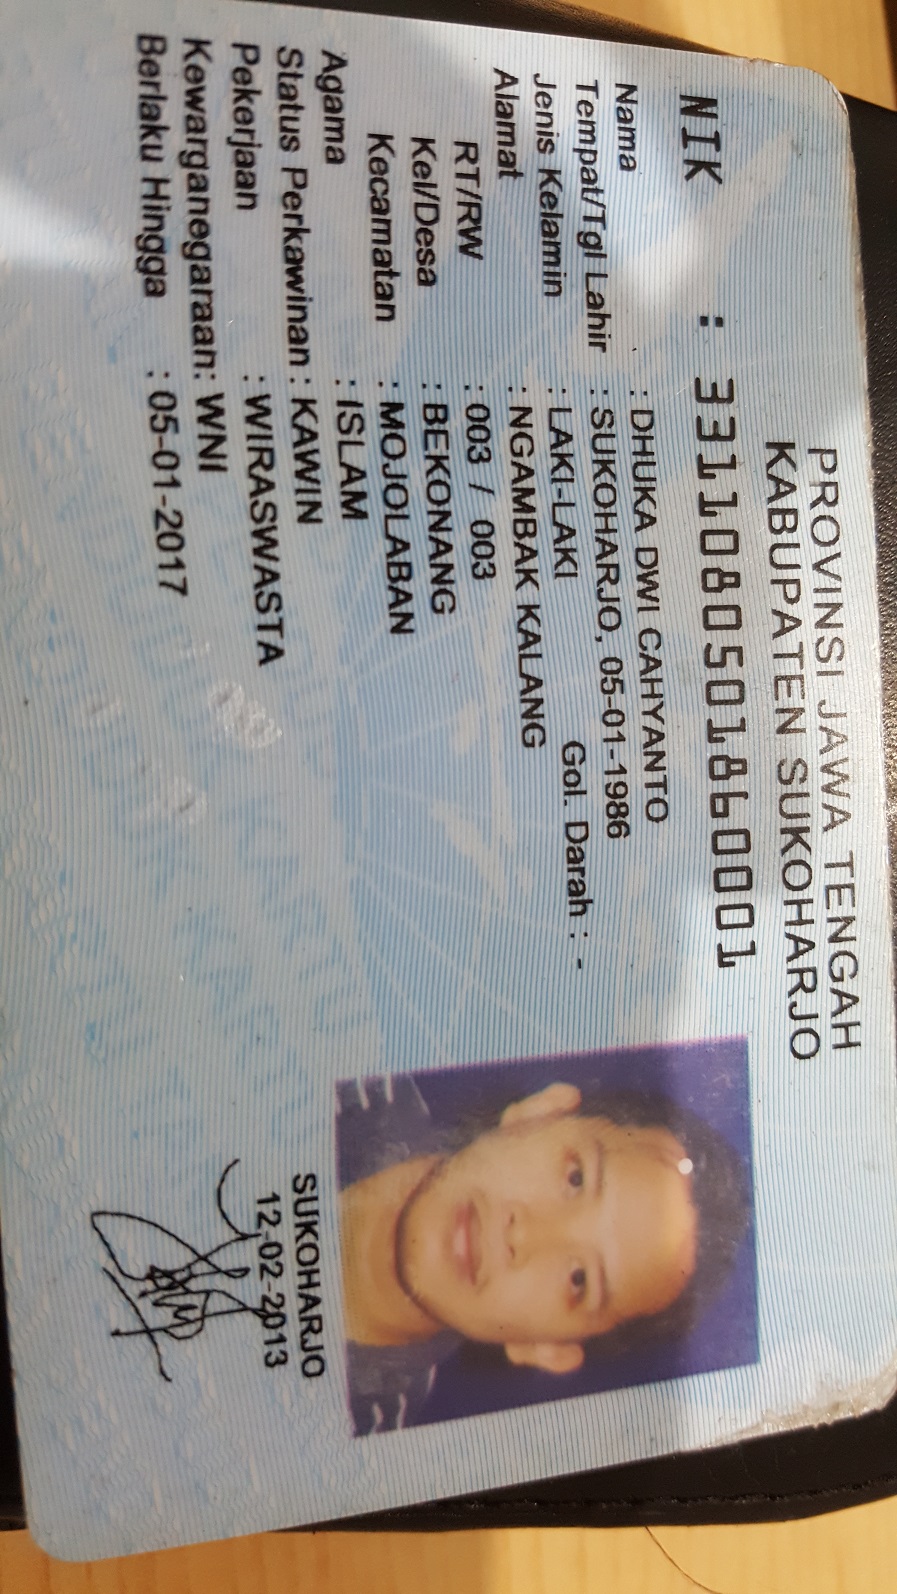 PROVINSI JAWA TENGAH
KABUPATEN SUKOHARJO
NIK : 3311080501860001
Nama : DHUKA DWI CAHYANTO
Tempat/Tgl Lahir : SUKOHARJO, 05-01-1986
Jenis Kelamin : LAKI-LAKI Gol. Darah : -
Alamat : NGAMBAK KALANG
RT/RW : 003 / 003
Kel/Desa : BEKONANG
Kecamatan : MOJOLABAN
Agama : ISLAM
Status Perkawinan : KAWIN
Pekerjaan : WIRASWASTA
Kewarganegaraan: WNI
Berlaku Hingga : 05-01-2017
SUKOHARJO
12-02-2013